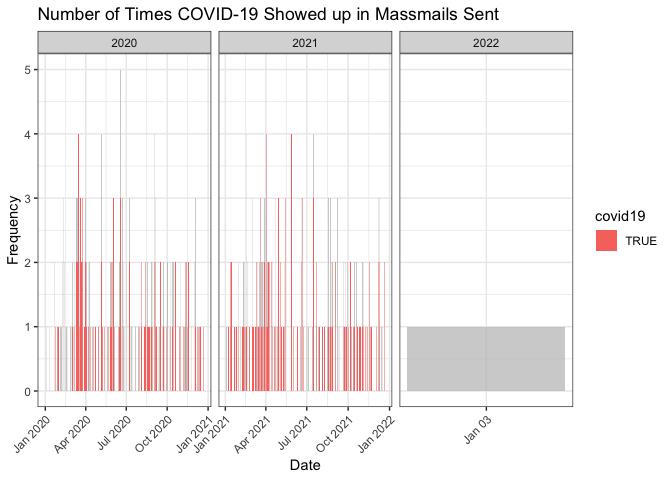 Number of Times COVID-19 Showed up in Massmails Sent
2020 2021 2022
5
4
3
2
1
0
Frequency
Jan 2020 Apr 2020 Jul 2020 Oct 2020 Jan 2021 Jan 2021 Apr 2021 Jul 2021 Oct 2021 Jan 2022 Jan 03
Date
covid19
TRUE